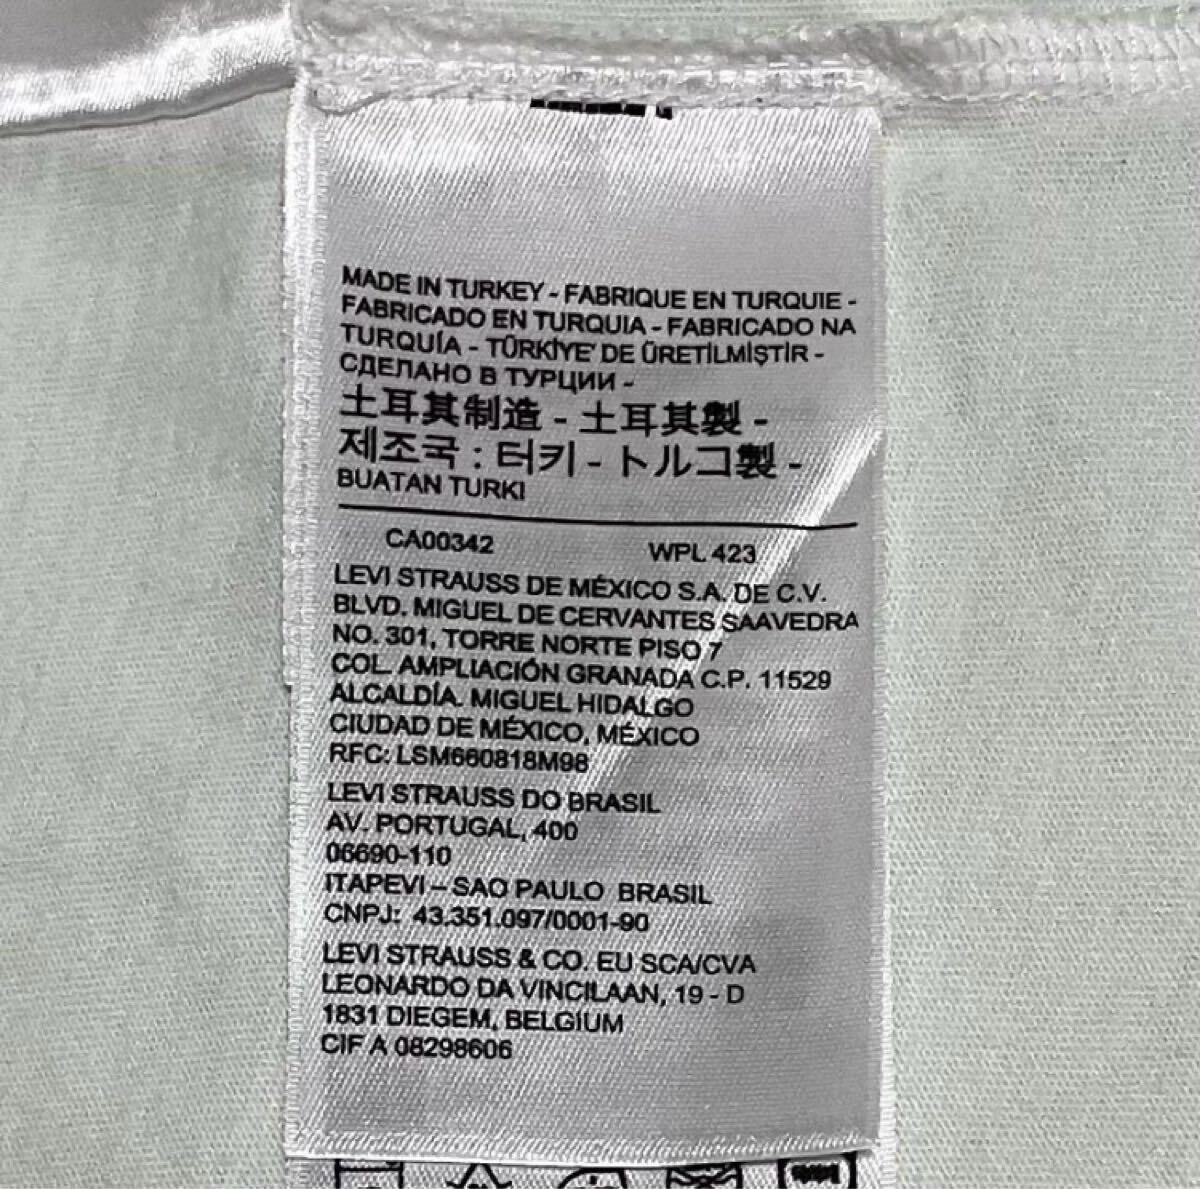 MADE IN TURKEY - FABRIQUE EN TURQUIE -
FABRICADO EN TURQUIA - FABRICADO NA
TURQUÍA - TÜRKİYE' DE ÜRETİLMİŞTİR -
СДЕЛАНО В ТУРЦИИ -
土耳其制造 - 土耳其製 -
제조국 : 터키 - トルコ製 -
BUATAN TURKI
CA00342 WPL 423
LEVI STRAUSS DE MÉXICO S.A. DE C.V.
BLVD. MIGUEL DE CERVANTES SAAVEDRA
NO. 301, TORRE NORTE PISO 7
COL. AMPLIACIÓN GRANADA C.P. 11529
ALCALDÍA. MIGUEL HIDALGO
CIUDAD DE MÉXICO, MÉXICO
RFC: LSM660818M98
LEVI STRAUSS DO BRASIL
AV. PORTUGAL, 400
06690-110
ITAPEVI – SAO PAULO BRASIL
CNPJ: 43.351.097/0001-90
LEVI STRAUSS & CO. EU SCA/CVA
LEONARDO DA VINCILAAN, 19 - D
1831 DIEGEM, BELGIUM
CIF A 08298606